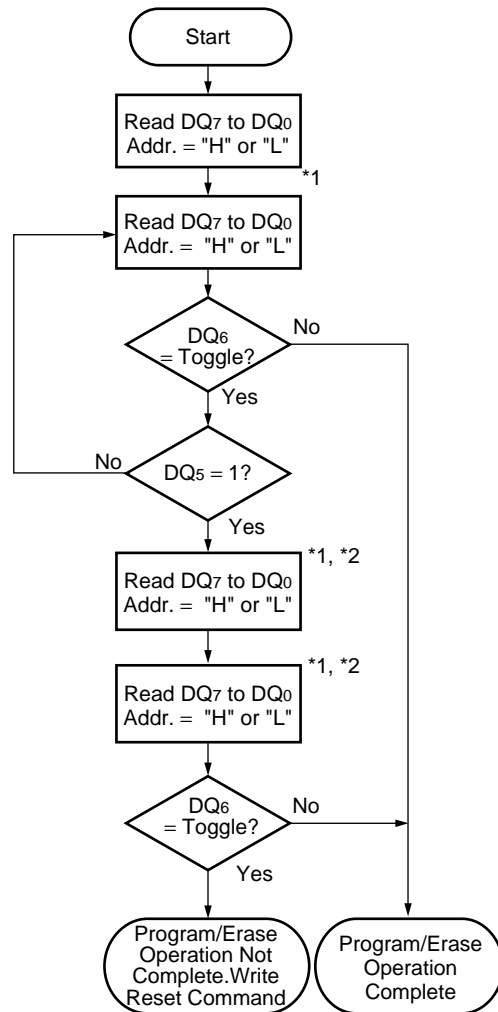 Start
Read DQ7 to DQ0
Addr. = "H" or "L"
*1
Read DQ7 to DQ0
Addr. = "H" or "L"
DQ6
= Toggle?
No
Yes
No
DQ5 = 1?
Yes
*1, *2
Read DQ7 to DQ0
Addr. = "H" or "L"
*1, *2
Read DQ7 to DQ0
Addr. = "H" or "L"
DQ6
= Toggle?
No
Yes
Program/Erase
Operation Not
Complete.Write
Reset Command
Program/Erase
Operation
Complete